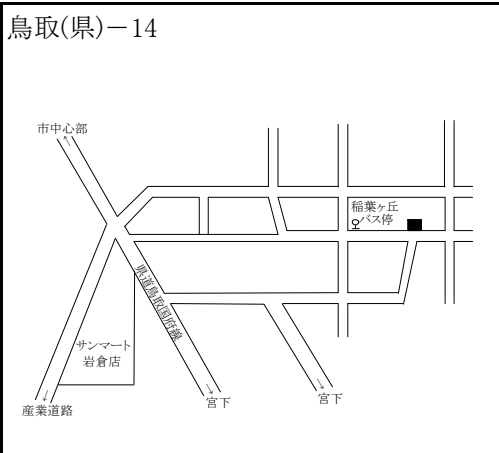 鳥取(県)－14
市中心部
稲葉ヶ丘
バス停
県道鳥取国府線
サンマート
岩倉店
産業道路
宮下
宮下